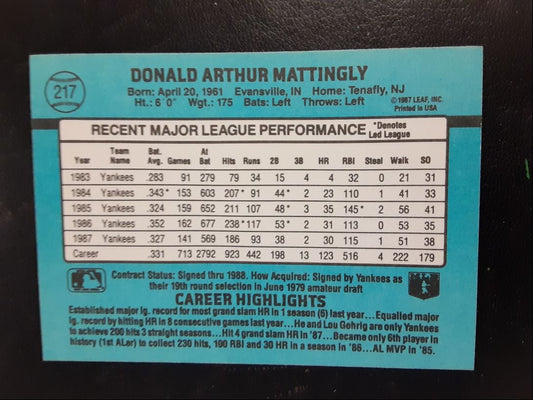 217
DONALD ARTHUR MATTINGLY
Born: April 20, 1961 Evansville, IN Home: Tenafly, NJ
Ht.: 6'0" Wgt.: 175 Bats: Left Throws: Left
©1987 LEAF, INC.
Printed in USA
RECENT MAJOR LEAGUE PERFORMANCE *Denotes Led League
Year Team Name Bat. Avg. Games At Bat Hits Runs 2B 3B HR RBI Steal Walk SO
1983 Yankees .283 91 279 79 34 15 4 4 32 0 21 31
1984 Yankees .343* 153 603 207* 91 44* 2 23 110 1 41 33
1985 Yankees .324 159 652 211 107 48* 3 35 145* 2 56 41
1986 Yankees .352 162 677 238* 117 53* 2 31 113 0 53 35
1987 Yankees .327 141 569 186 93 38 2 30 115 1 51 38
Career .331 713 2792 923 442 198 13 123 516 4 222 179
Contract Status: Signed thru 1988. How Acquired: Signed by Yankees as
their 19th round selection in June 1979 amateur draft
CAREER HIGHLIGHTS
Established major lg. record for most grand slam HR in 1 season (6) last year... Equalled major
lg. record by hitting HR in 8 consecutive games last year...He and Lou Gehrig are only Yankees
to achieve 200 hits 3 straight seasons...Hit 4 grand slam HR in '87...Became only 6th player in
history (1st ALer) to collect 230 hits, 100 RBI and 30 HR in a season in '86...AL MVP in '85.